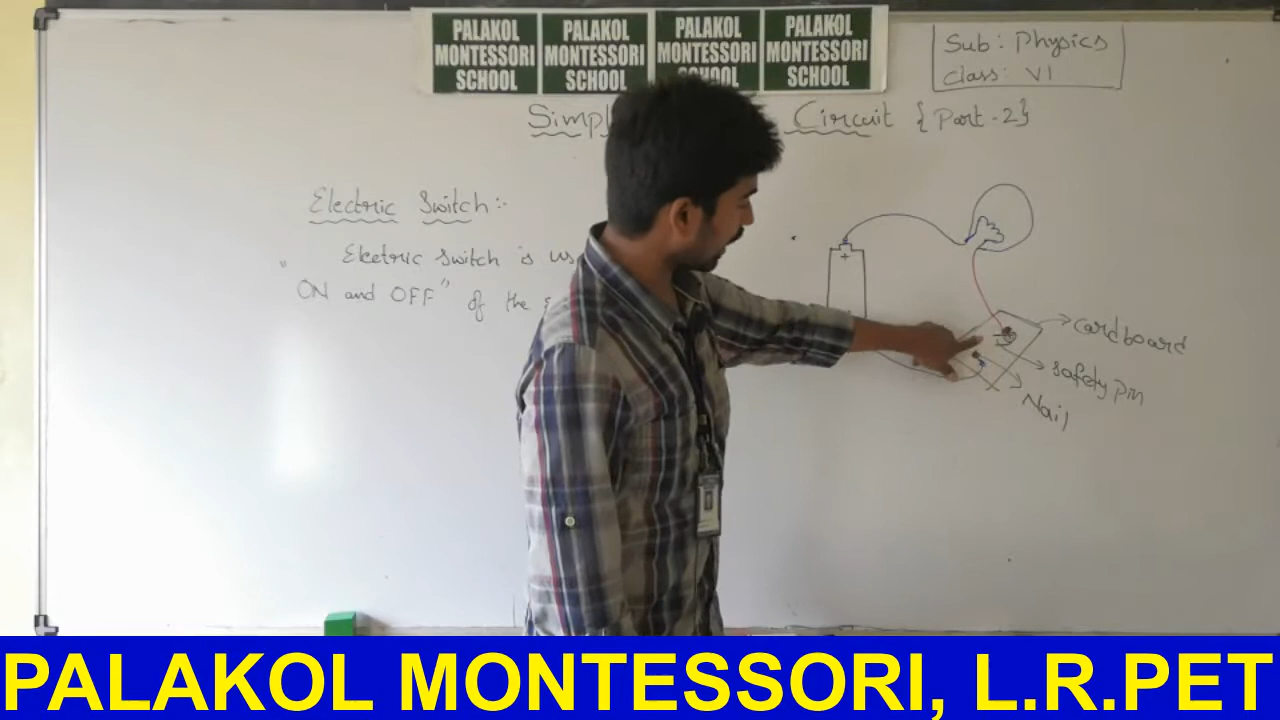 PALAKOL MONTESSORI SCHOOL
PALAKOL MONTESSORI SCHOOL
PALAKOL MONTESSORI SCHOOL
PALAKOL MONTESSORI SCHOOL
Sub: Physics
Class: VI
Simpl Circuit {Part-2}
Electric Switch:-
Electric Switch is us
"ON and OFF" of the
+
cardboard
safety pin
Nail
PALAKOL MONTESSORI, L.R.PET